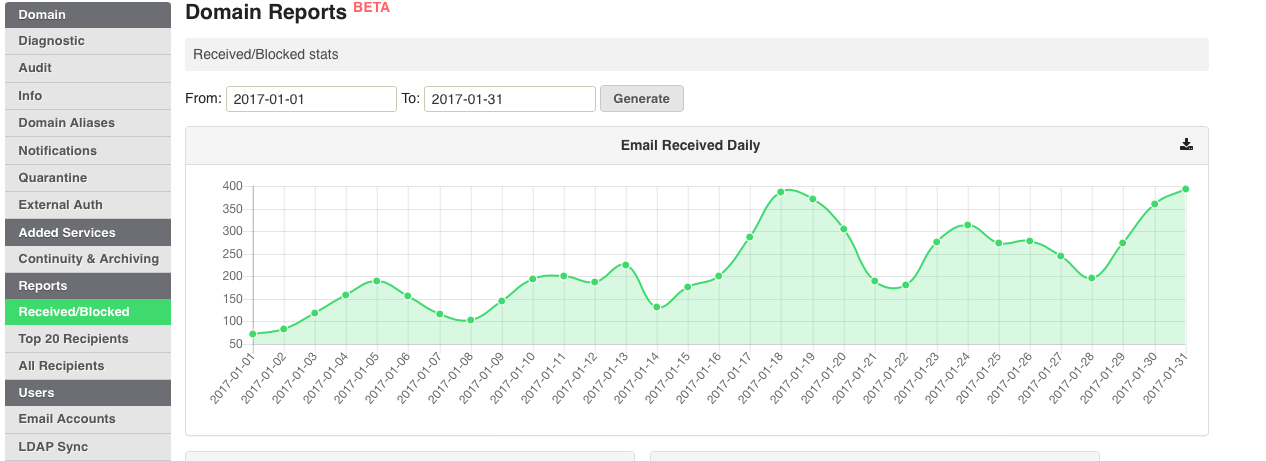 Domain
Diagnostic
Audit
Info
Domain Aliases
Notifications
Quarantine
External Auth
Added Services
Continuity & Archiving
Reports
Received/Blocked
Top 20 Recipients
All Recipients
Users
Email Accounts
LDAP Sync
Domain Reports BETA
Received/Blocked stats
From: 2017-01-01 To: 2017-01-31 Generate
Email Received Daily
400
350
300
250
200
150
100
50
2017-01-01
2017-01-02
2017-01-03
2017-01-04
2017-01-05
2017-01-06
2017-01-07
2017-01-08
2017-01-09
2017-01-10
2017-01-11
2017-01-12
2017-01-13
2017-01-14
2017-01-15
2017-01-16
2017-01-17
2017-01-18
2017-01-19
2017-01-20
2017-01-21
2017-01-22
2017-01-23
2017-01-24
2017-01-25
2017-01-26
2017-01-27
2017-01-28
2017-01-29
2017-01-30
2017-01-31